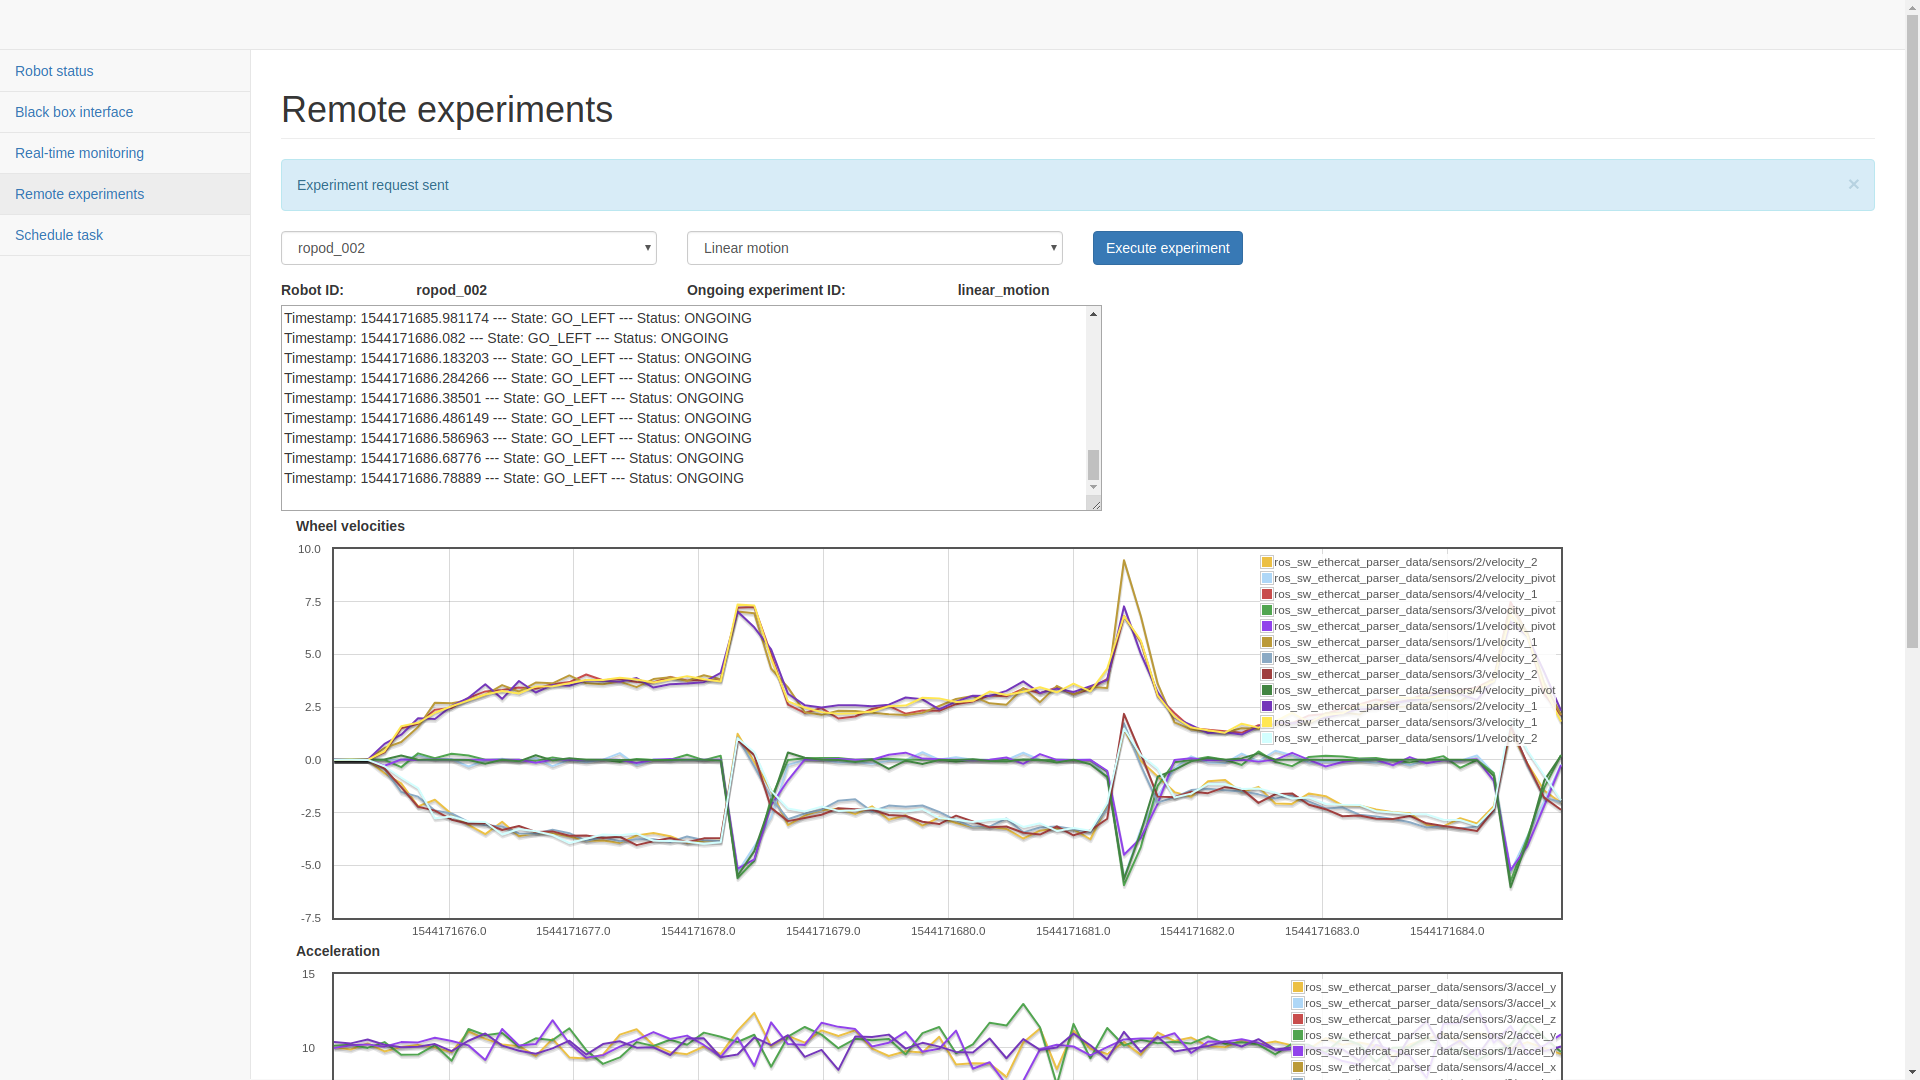 Robot status
Black box interface
Real-time monitoring
Remote experiments
Schedule task
Remote experiments
Experiment request sent
×
ropod_002
Linear motion
Execute experiment
Robot ID: ropod_002 Ongoing experiment ID: linear_motion
Timestamp: 1544171685.981174 --- State: GO_LEFT --- Status: ONGOING
Timestamp: 1544171686.082 --- State: GO_LEFT --- Status: ONGOING
Timestamp: 1544171686.183203 --- State: GO_LEFT --- Status: ONGOING
Timestamp: 1544171686.284266 --- State: GO_LEFT --- Status: ONGOING
Timestamp: 1544171686.38501 --- State: GO_LEFT --- Status: ONGOING
Timestamp: 1544171686.486149 --- State: GO_LEFT --- Status: ONGOING
Timestamp: 1544171686.586963 --- State: GO_LEFT --- Status: ONGOING
Timestamp: 1544171686.68776 --- State: GO_LEFT --- Status: ONGOING
Timestamp: 1544171686.78889 --- State: GO_LEFT --- Status: ONGOING
Wheel velocities
10.0
7.5
5.0
2.5
0.0
-2.5
-5.0
-7.5
ros_sw_ethercat_parser_data/sensors/2/velocity_2
ros_sw_ethercat_parser_data/sensors/2/velocity_pivot
ros_sw_ethercat_parser_data/sensors/4/velocity_1
ros_sw_ethercat_parser_data/sensors/3/velocity_pivot
ros_sw_ethercat_parser_data/sensors/1/velocity_pivot
ros_sw_ethercat_parser_data/sensors/1/velocity_1
ros_sw_ethercat_parser_data/sensors/4/velocity_2
ros_sw_ethercat_parser_data/sensors/3/velocity_2
ros_sw_ethercat_parser_data/sensors/4/velocity_pivot
ros_sw_ethercat_parser_data/sensors/2/velocity_1
ros_sw_ethercat_parser_data/sensors/3/velocity_1
ros_sw_ethercat_parser_data/sensors/1/velocity_2
1544171676.0 1544171677.0 1544171678.0 1544171679.0 1544171680.0 1544171681.0 1544171682.0 1544171683.0 1544171684.0
Acceleration
15
10
ros_sw_ethercat_parser_data/sensors/3/accel_y
ros_sw_ethercat_parser_data/sensors/3/accel_x
ros_sw_ethercat_parser_data/sensors/3/accel_z
ros_sw_ethercat_parser_data/sensors/2/accel_y
ros_sw_ethercat_parser_data/sensors/1/accel_y
ros_sw_ethercat_parser_data/sensors/4/accel_x